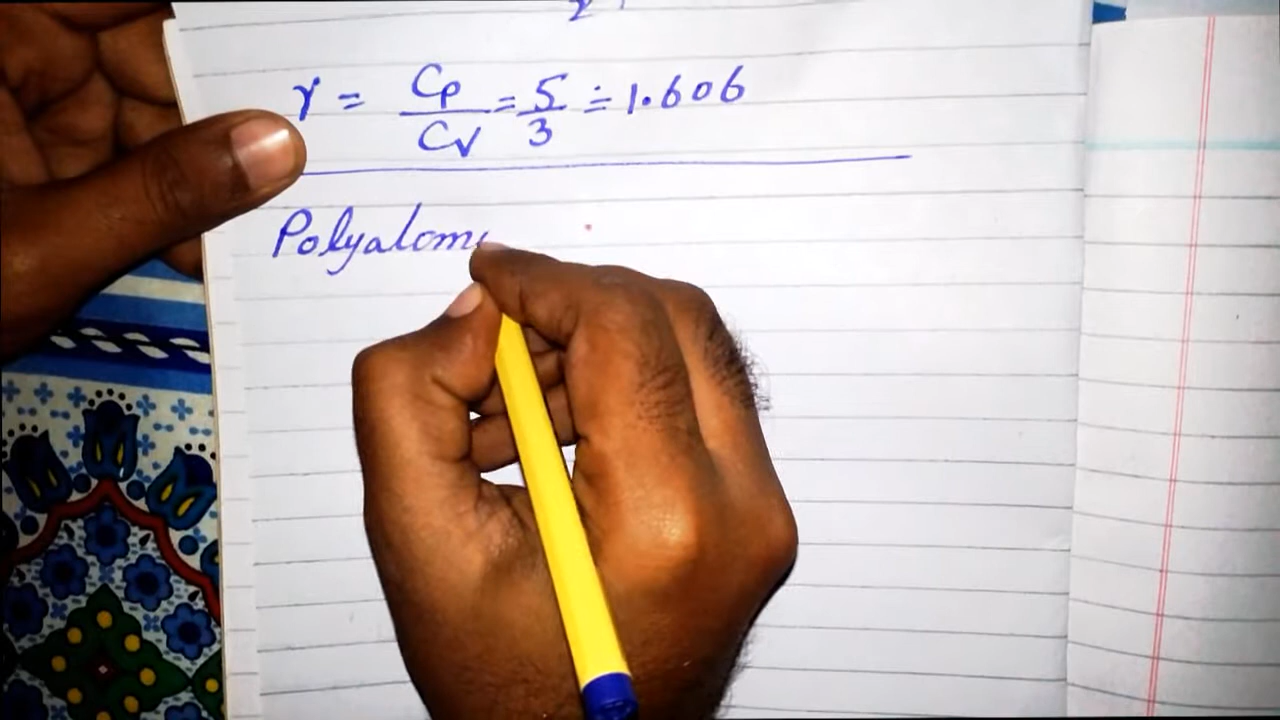 γ = Cp/Cv = 5/3 ≐ 1.606
Polyatom